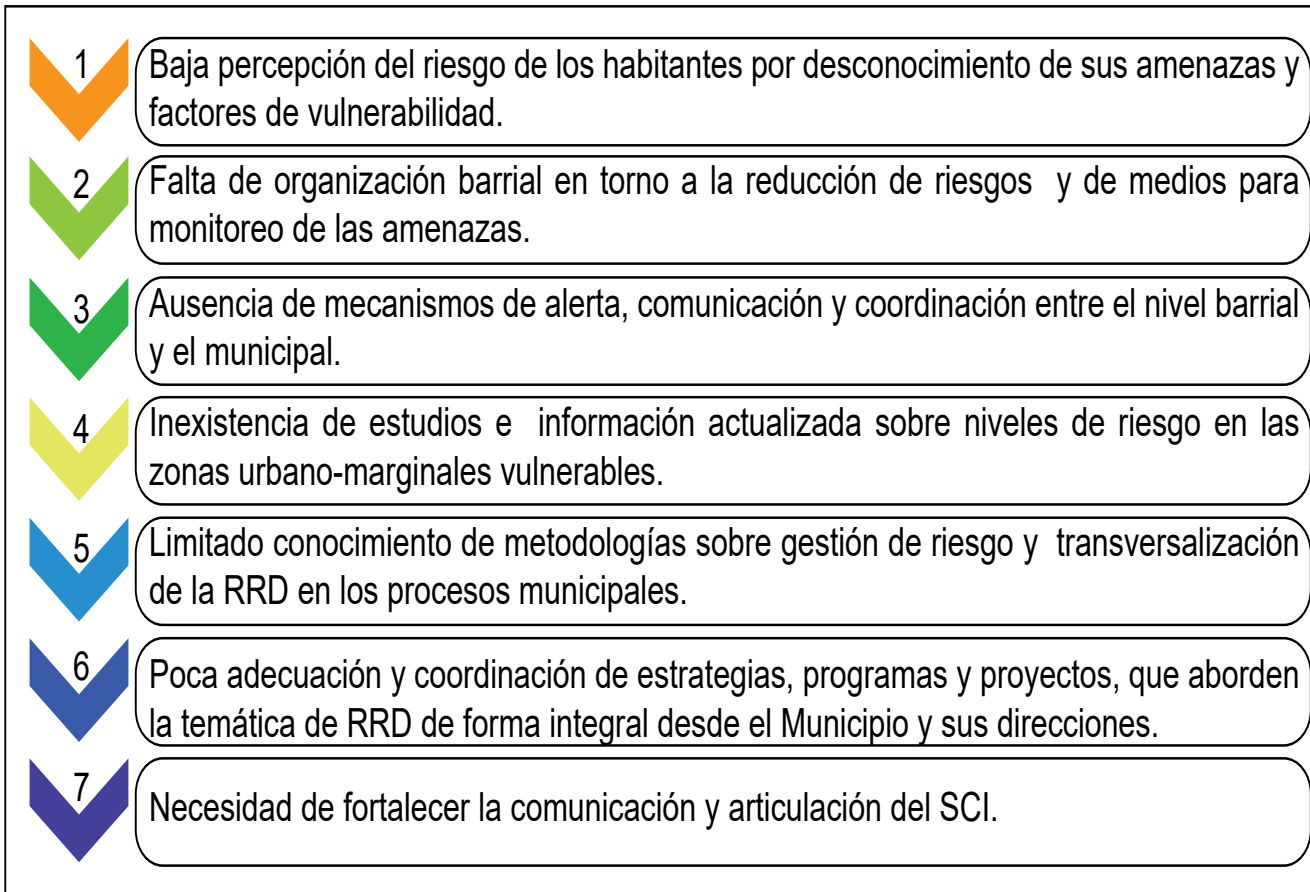 1
Baja percepción del riesgo de los habitantes por desconocimiento de sus amenazas y
factores de vulnerabilidad.
2
Falta de organización barrial en torno a la reducción de riesgos y de medios para
monitoreo de las amenazas.
3
Ausencia de mecanismos de alerta, comunicación y coordinación entre el nivel barrial
y el municipal.
4
Inexistencia de estudios e información actualizada sobre niveles de riesgo en las
zonas urbano-marginales vulnerables.
5
Limitado conocimiento de metodologías sobre gestión de riesgo y transversalización
de la RRD en los procesos municipales.
6
Poca adecuación y coordinación de estrategias, programas y proyectos, que aborden
la temática de RRD de forma integral desde el Municipio y sus direcciones.
7
Necesidad de fortalecer la comunicación y articulación del SCI.